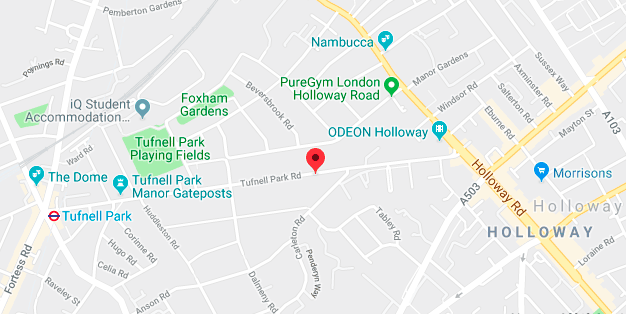 Pemberton Gardens
Nambucca
Poynings Rd
Manor Gardens
Sussex Way
PureGym London
Holloway Road
Axminster Rd
iQ Student
Accommodation...
Foxham
Gardens
Beversbrook Rd
Windsor Rd
Salterton Rd
Eburne Rd
A103
Mayton St
ODEON Holloway
Tufnell Park
Playing Fields
Ward Rd
The Dome
Tufnell Park
Manor Gateposts
Tufnell Park Rd
Holloway Rd
Morrisons
A503
Holloway
Tufnell Park
Huddleston Rd
Corinne Rd
Hugo Rd
Celia Rd
Carleton Rd
Penderyn Way
Tabley Rd
HOLLOWAY
Loraine Rd
Fortess Rd
Raveley St
Anson Rd
Dalmeny Rd